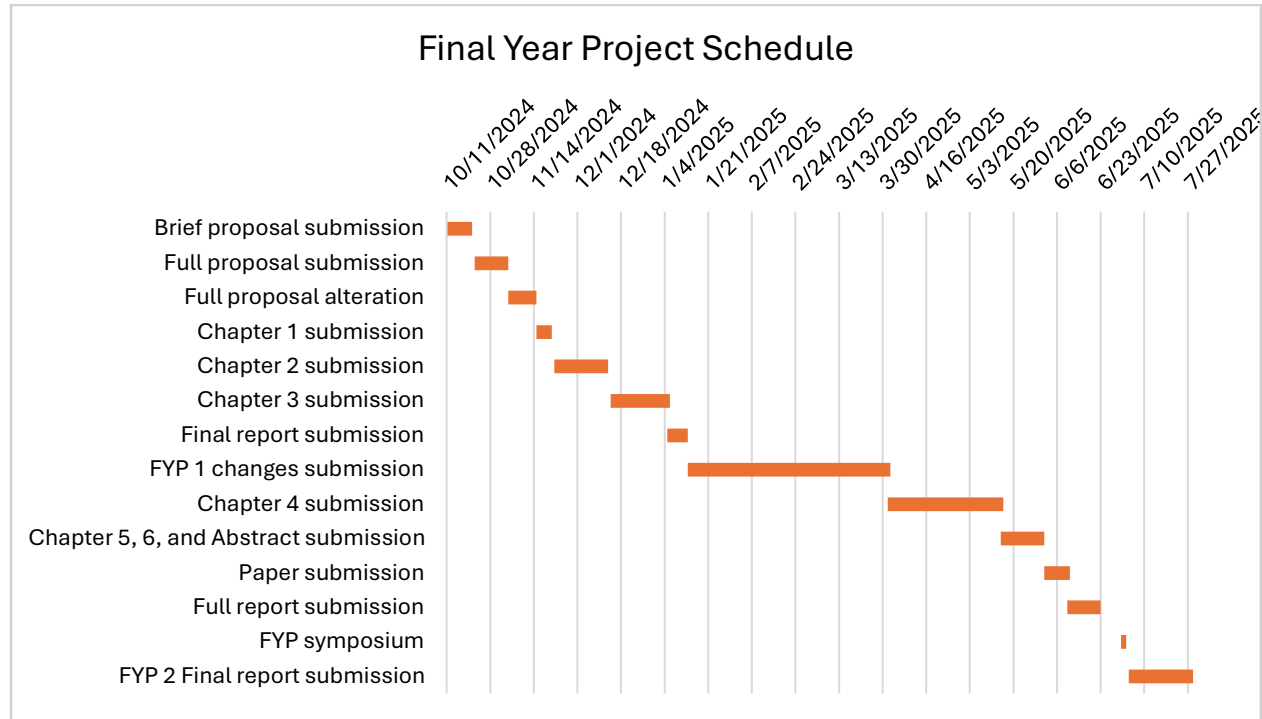 Final Year Project Schedule
10/11/2024
10/28/2024
11/14/2024
12/1/2024
12/18/2024
1/4/2025
1/21/2025
2/7/2025
2/24/2025
3/13/2025
3/30/2025
4/16/2025
5/3/2025
5/20/2025
6/6/2025
6/23/2025
7/10/2025
7/27/2025
Brief proposal submission
Full proposal submission
Full proposal alteration
Chapter 1 submission
Chapter 2 submission
Chapter 3 submission
Final report submission
FYP 1 changes submission
Chapter 4 submission
Chapter 5, 6, and Abstract submission
Paper submission
Full report submission
FYP symposium
FYP 2 Final report submission